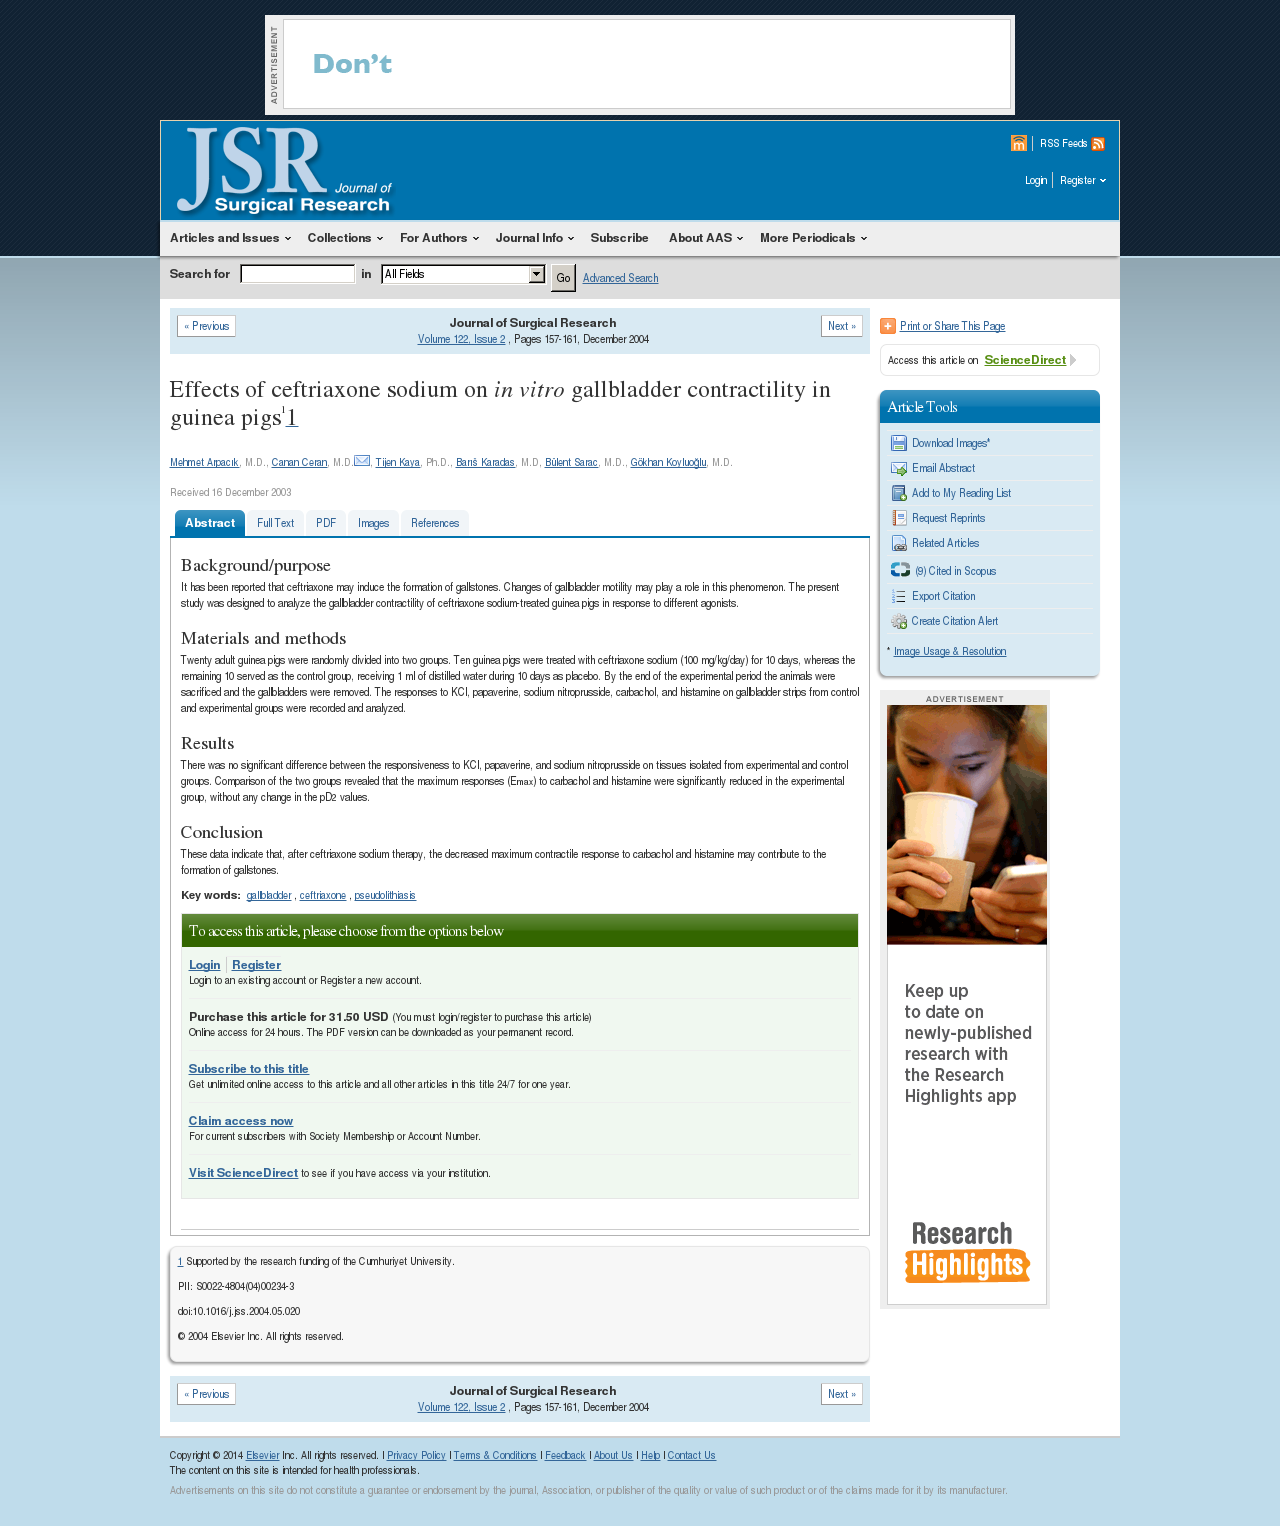 ADVERTISEMENT
Don't
JSR Journal of
Surgical Research
RSS Feeds
Login Register
Articles and Issues Collections For Authors Journal Info Subscribe About AAS More Periodicals
Search for in All Fields Go Advanced Search
« Previous Journal of Surgical Research Next »
Volume 122, Issue 2 , Pages 157-161, December 2004
Effects of ceftriaxone sodium on in vitro gallbladder contractility in
guinea pigs11
Mehmet Arpacık, M.D., Canan Ceran, M.D. , Tijen Kaya, Ph.D., Barıš Karadas, M.D, Bülent Sarac, M.D., Gökhan Koyluoğlu, M.D.
Received 16 December 2003
Abstract Full Text PDF Images References
Background/purpose
It has been reported that ceftriaxone may induce the formation of gallstones. Changes of gallbladder motility may play a role in this phenomenon. The present
study was designed to analyze the gallbladder contractility of ceftriaxone sodium-treated guinea pigs in response to different agonists.
Materials and methods
Twenty adult guinea pigs were randomly divided into two groups. Ten guinea pigs were treated with ceftriaxone sodium (100 mg/kg/day) for 10 days, whereas the
remaining 10 served as the control group, receiving 1 ml of distilled water during 10 days as placebo. By the end of the experimental period the animals were
sacrificed and the gallbladders were removed. The responses to KCl, papaverine, sodium nitroprusside, carbachol, and histamine on gallbladder strips from control
and experimental groups were recorded and analyzed.
Results
There was no significant difference between the responsiveness to KCl, papaverine, and sodium nitroprusside on tissues isolated from experimental and control
groups. Comparison of the two groups revealed that the maximum responses (Emax) to carbachol and histamine were significantly reduced in the experimental
group, without any change in the pD2 values.
Conclusion
These data indicate that, after ceftriaxone sodium therapy, the decreased maximum contractile response to carbachol and histamine may contribute to the
formation of gallstones.
Key words: gallbladder , ceftriaxone , pseudolithiasis
To access this article, please choose from the options below
Login Register
Login to an existing account or Register a new account.
Purchase this article for 31.50 USD (You must login/register to purchase this article)
Online access for 24 hours. The PDF version can be downloaded as your permanent record.
Subscribe to this title
Get unlimited online access to this article and all other articles in this title 24/7 for one year.
Claim access now
For current subscribers with Society Membership or Account Number.
Visit ScienceDirect to see if you have access via your institution.
1 Supported by the research funding of the Cumhuriyet University.
PII: S0022-4804(04)00234-3
doi:10.1016/j.jss.2004.05.020
© 2004 Elsevier Inc. All rights reserved.
« Previous Journal of Surgical Research Next »
Volume 122, Issue 2 , Pages 157-161, December 2004
Print or Share This Page
Access this article on ScienceDirect
Article Tools
Download Images*
Email Abstract
Add to My Reading List
Request Reprints
Related Articles
(9) Cited in Scopus
Export Citation
Create Citation Alert
* Image Usage & Resolution
ADVERTISEMENT
Keep up
to date on
newly-published
research with
the Research
Highlights app
Research
Highlights
Copyright © 2014 Elsevier Inc. All rights reserved. | Privacy Policy | Terms & Conditions | Feedback | About Us | Help | Contact Us
The content on this site is intended for health professionals.
Advertisements on this site do not constitute a guarantee or endorsement by the journal, Association, or publisher of the quality or value of such product or of the claims made for it by its manufacturer.